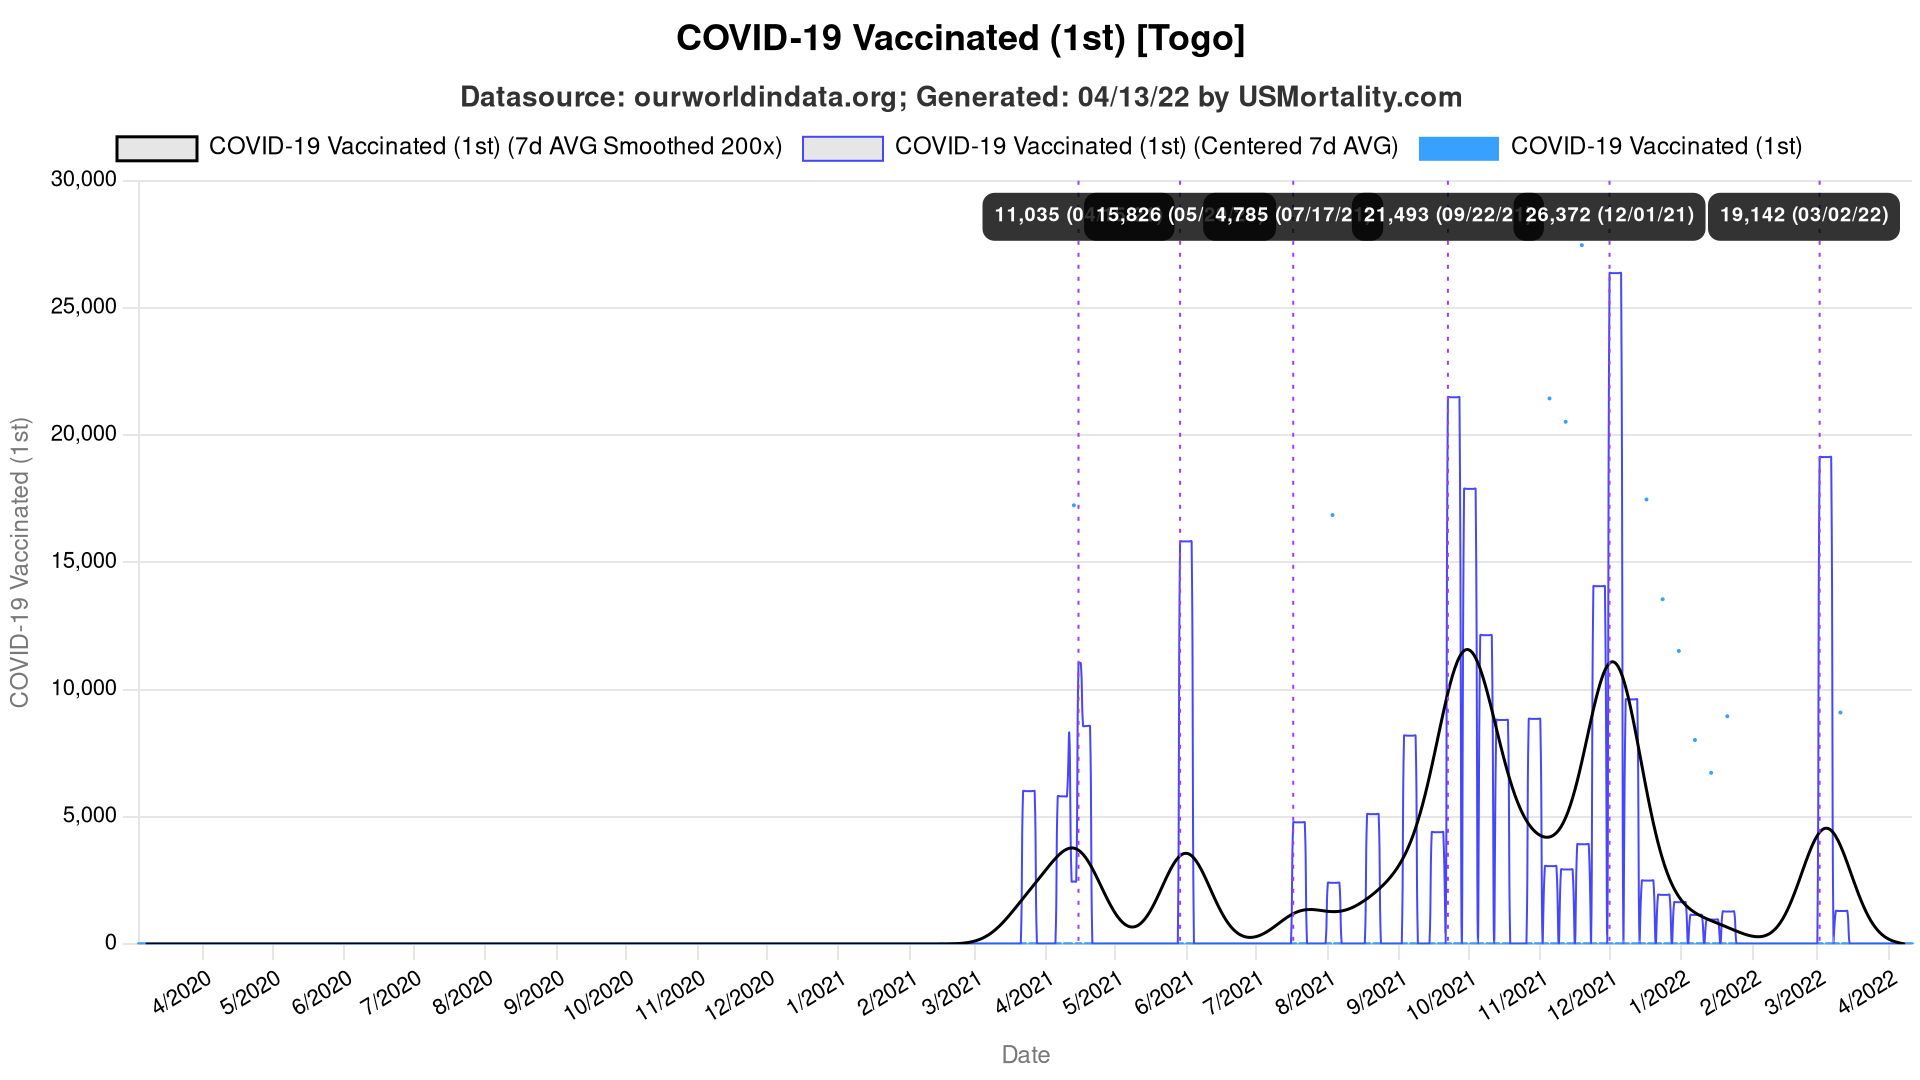 COVID-19 Vaccinated (1st) [Togo]
Datasource: ourworldindata.org; Generated: 04/13/22 by USMortality.com
COVID-19 Vaccinated (1st) (7d AVG Smoothed 200x) COVID-19 Vaccinated (1st) (Centered 7d AVG) COVID-19 Vaccinated (1st)
30,000
11,035 15,826 4,785 (07/17/21) 21,493 26,372 (12/01/21) 19,142 (03/02/22)
25,000
20,000
15,000
10,000
5,000
0
COVID-19 Vaccinated (1st)
4/2020 5/2020 6/2020 7/2020 8/2020 9/2020 10/2020 11/2020 12/2020 1/2021 2/2021 3/2021 4/2021 5/2021 6/2021 7/2021 8/2021 9/2021 10/2021 11/2021 12/2021 1/2022 2/2022 3/2022 4/2022
Date